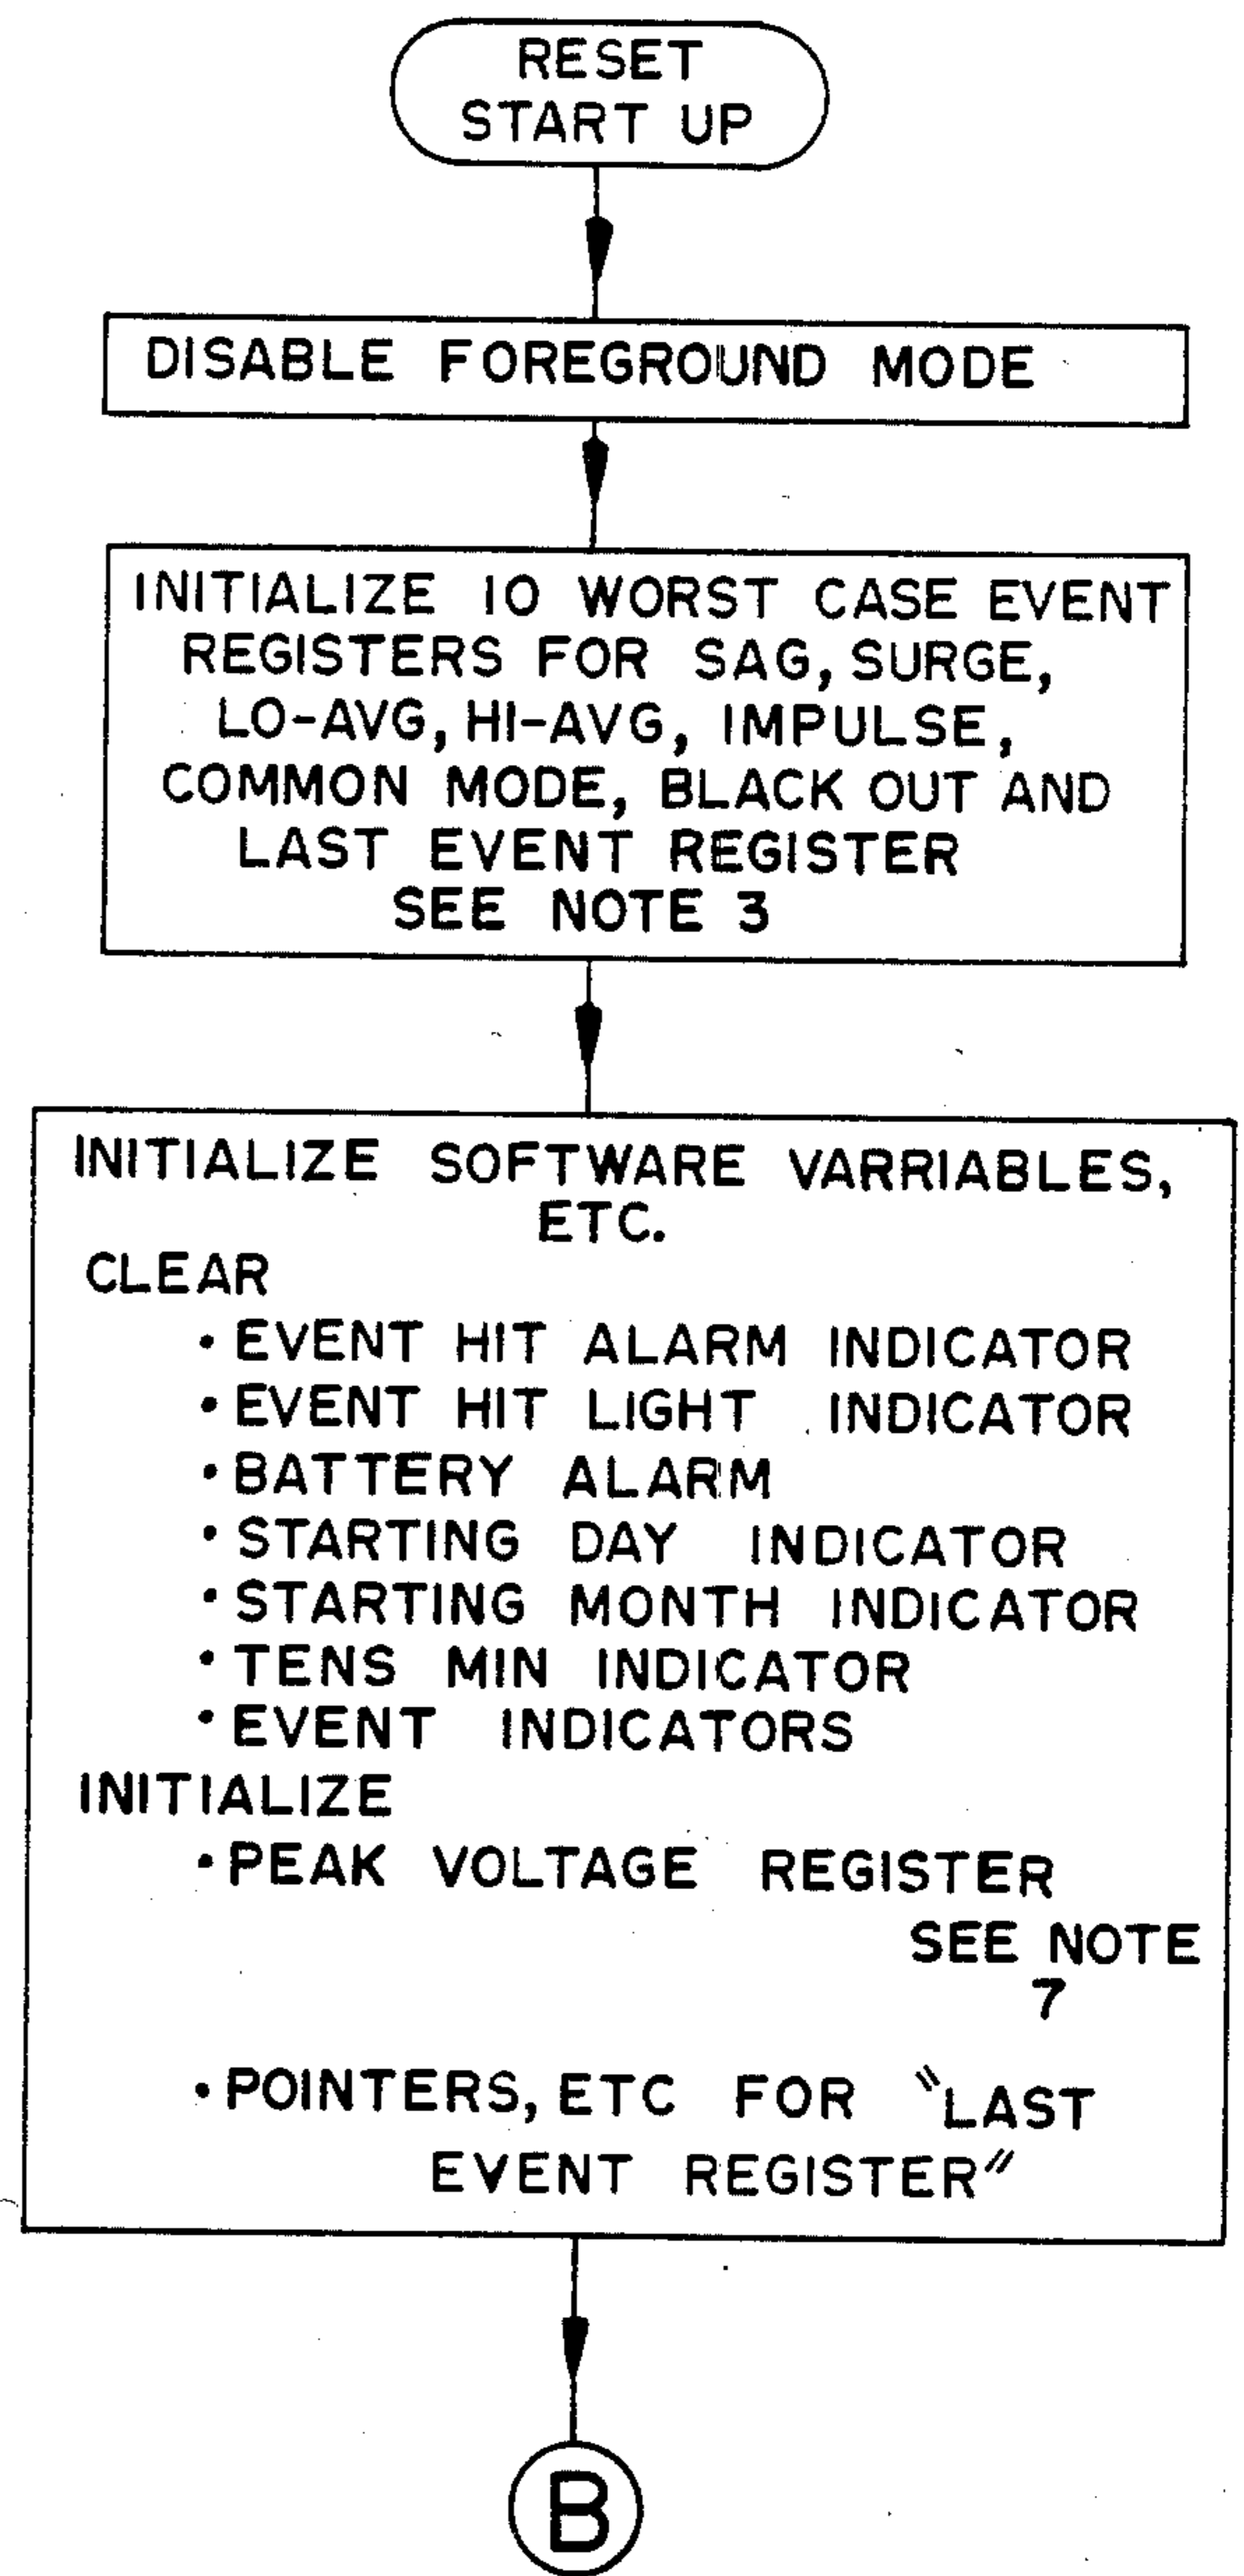 RESET
START UP
DISABLE FOREGROUND MODE
INITIALIZE 10 WORST CASE EVENT
REGISTERS FOR SAG, SURGE,
LO-AVG, HI-AVG, IMPULSE,
COMMON MODE, BLACK OUT AND
LAST EVENT REGISTER
SEE NOTE 3
INITIALIZE SOFTWARE VARRIABLES,
ETC.
CLEAR
• EVENT HIT ALARM INDICATOR
• EVENT HIT LIGHT INDICATOR
• BATTERY ALARM
• STARTING DAY INDICATOR
• STARTING MONTH INDICATOR
• TENS MIN INDICATOR
• EVENT INDICATORS
INITIALIZE
• PEAK VOLTAGE REGISTER
SEE NOTE
7
• POINTERS, ETC FOR "LAST
EVENT REGISTER"
B